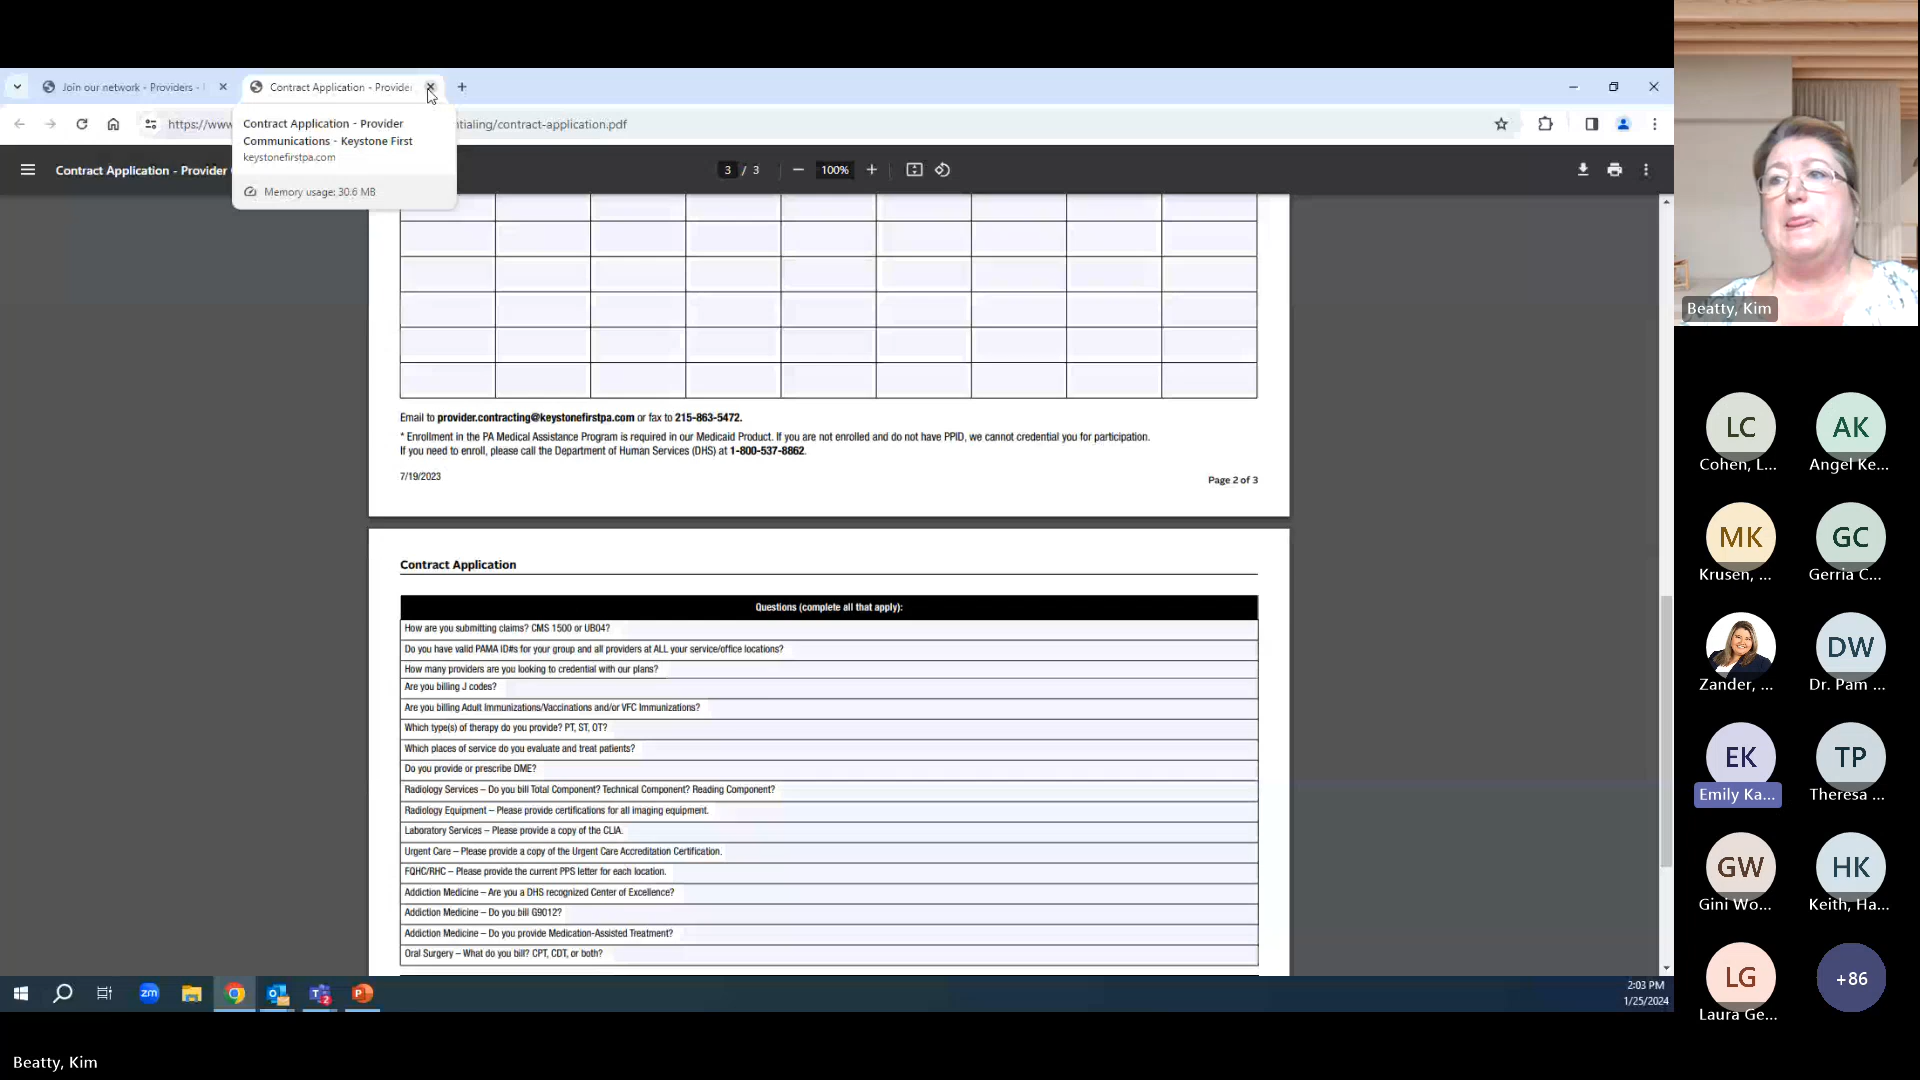 Join our network - Providers -
Contract Application - Provider
https://www
ntialing/contract-application.pdf
Contract Application - Provider
Communications - Keystone First
keystonefirstpa.com
Memory usage: 30.6 MB
Contract Application - Provider
3 / 3
100%
Email to provider.contracting@keystonefirstpa.com or fax to 215-863-5472.
* Enrollment in the PA Medical Assistance Program is required in our Medicaid Product. If you are not enrolled and do not have PPID, we cannot credential you for participation.
If you need to enroll, please call the Department of Human Services (DHS) at 1-800-537-8862.
7/19/2023
Page 2 of 3
Contract Application
Questions (complete all that apply):
How are you submitting claims? CMS 1500 or UB04?
Do you have valid PAMA ID#s for your group and all providers at ALL your service/office locations?
How many providers are you looking to credential with our plans?
Are you billing J codes?
Are you billing Adult Immunizations/Vaccinations and/or VFC Immunizations?
Which type(s) of therapy do you provide? PT, ST, OT?
Which places of service do you evaluate and treat patients?
Do you provide or prescribe DME?
Radiology Services – Do you bill Total Component? Technical Component? Reading Component?
Radiology Equipment – Please provide certifications for all imaging equipment.
Laboratory Services – Please provide a copy of the CLIA.
Urgent Care – Please provide a copy of the Urgent Care Accreditation Certification.
FQHC/RHC – Please provide the current PPS letter for each location.
Addiction Medicine – Are you a DHS recognized Center of Excellence?
Addiction Medicine – Do you bill G9012?
Addiction Medicine – Do you provide Medication-Assisted Treatment?
Oral Surgery – What do you bill? CPT, CDT, or both?
zm
2:03 PM
1/25/2024
Beatty, Kim
Beatty, Kim
LC
Cohen, L...
AK
Angel Ke...
MK
Krusen, ...
GC
Gerria C...
Zander, ...
DW
Dr. Pam ...
EK
Emily Ka...
TP
Theresa ...
GW
Gini Wo...
HK
Keith, Ha...
LG
Laura Ge...
+86